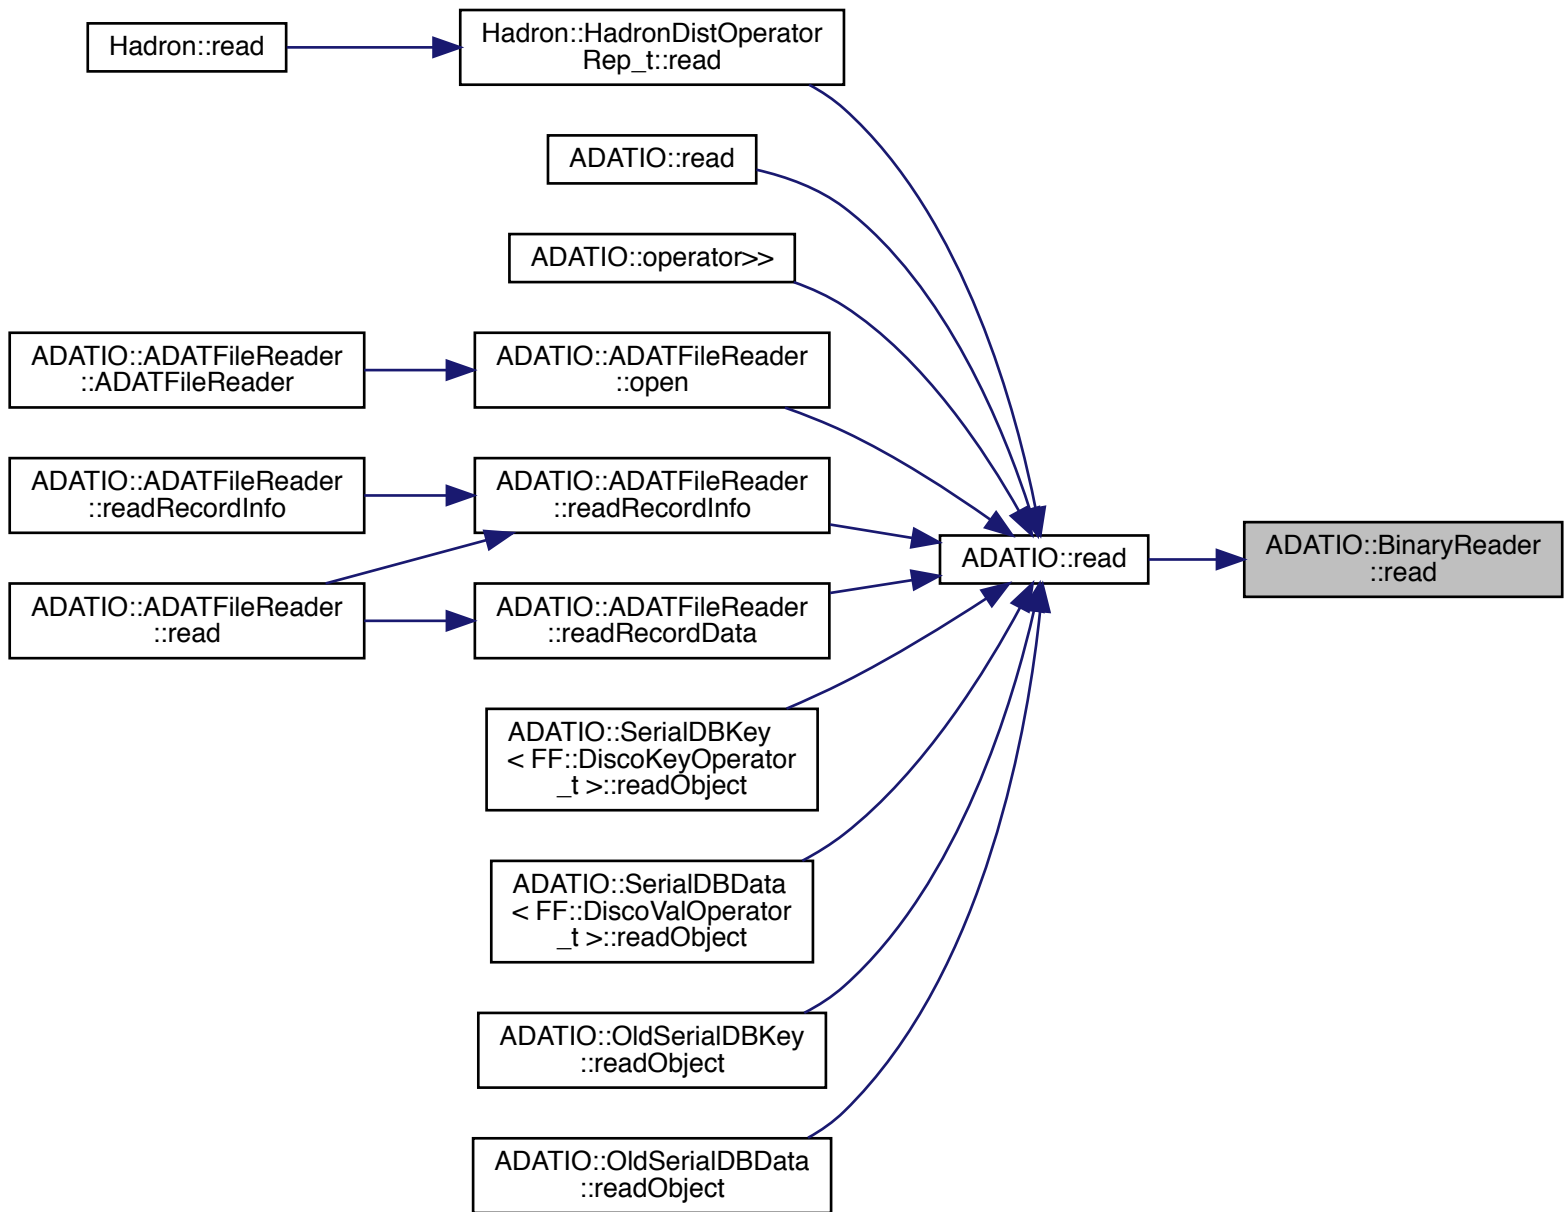 Hadron::read
Hadron::HadronDistOperator
Rep_t::read
ADATIO::read
ADATIO::operator>>
ADATIO::ADATFileReader
::ADATFileReader
ADATIO::ADATFileReader
::open
ADATIO::ADATFileReader
::readRecordInfo
ADATIO::ADATFileReader
::readRecordInfo
ADATIO::read
ADATIO::BinaryReader
::read
ADATIO::ADATFileReader
::read
ADATIO::ADATFileReader
::readRecordData
ADATIO::SerialDBKey
< FF::DiscoKeyOperator
_t >::readObject
ADATIO::SerialDBData
< FF::DiscoValOperator
_t >::readObject
ADATIO::OldSerialDBKey
::readObject
ADATIO::OldSerialDBData
::readObject